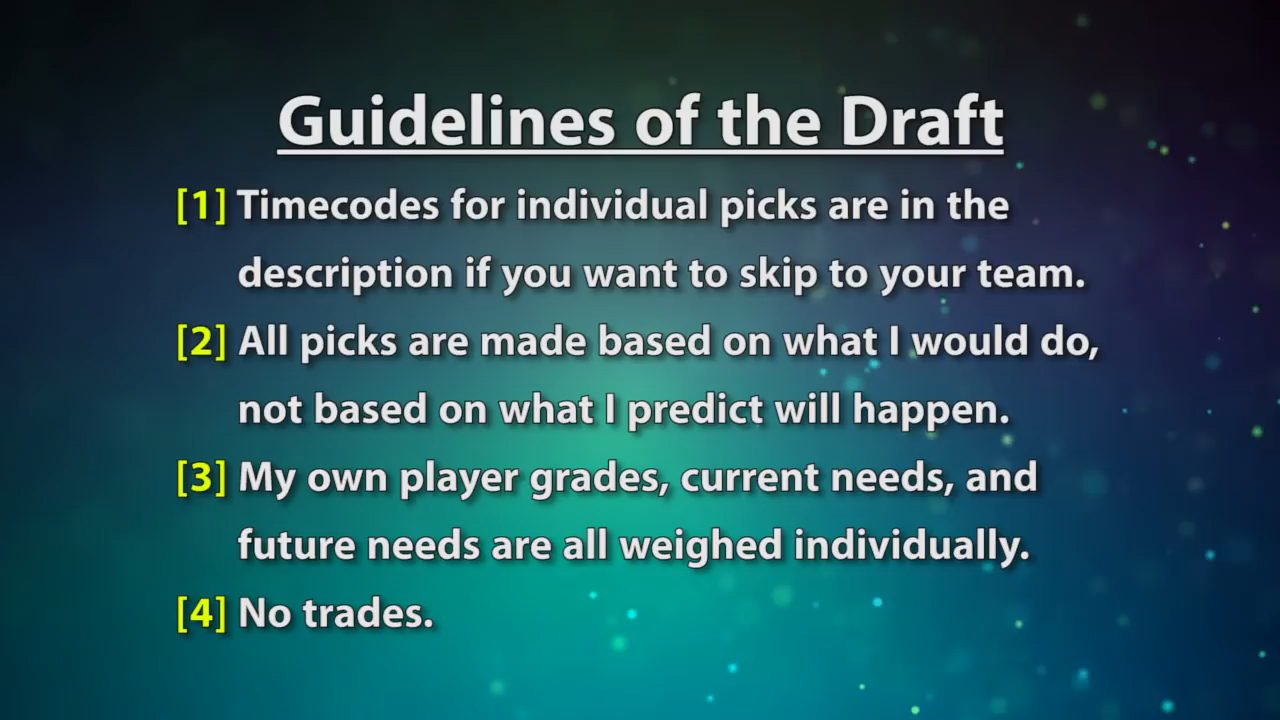 Guidelines of the Draft
[1] Timecodes for individual picks are in the
description if you want to skip to your team.
[2] All picks are made based on what I would do,
not based on what I predict will happen.
[3] My own player grades, current needs, and
future needs are all weighed individually.
[4] No trades.